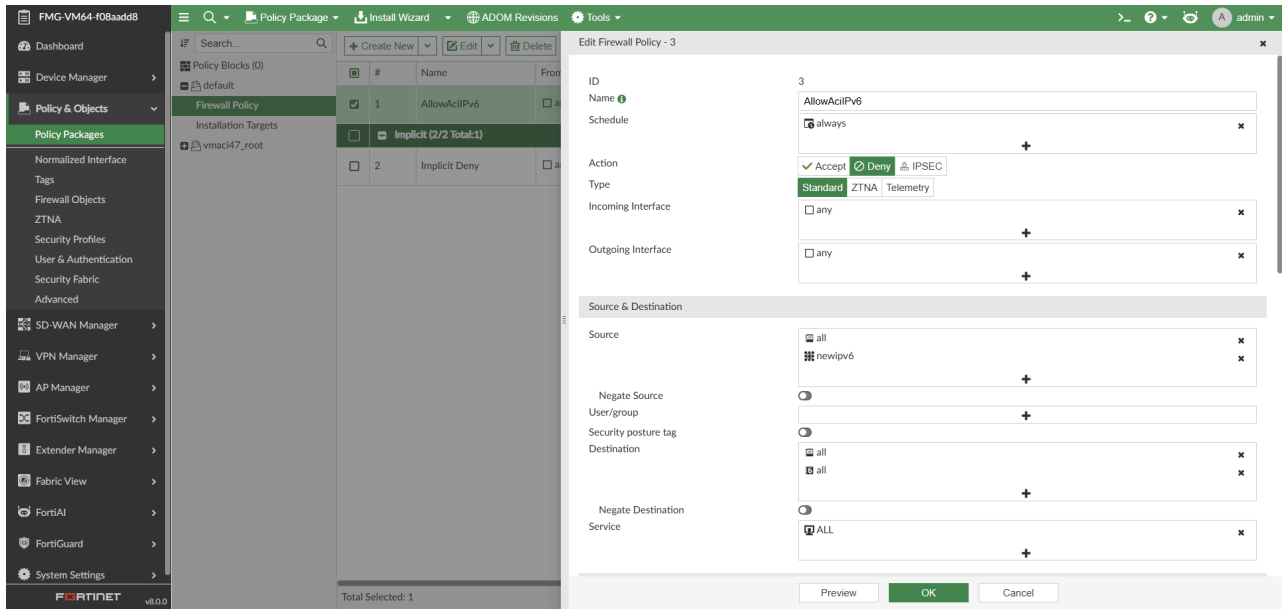 FMG-VM64-f08aadd8
Policy Package
Install Wizard
ADOM Revisions
Tools
>_
A admin
Dashboard
Device Manager
Policy & Objects
Policy Packages
Normalized Interface
Tags
Firewall Objects
ZTNA
Security Profiles
User & Authentication
Security Fabric
Advanced
SD-WAN Manager
VPN Manager
AP Manager
FortiSwitch Manager
Extender Manager
Fabric View
FortiAI
FortiGuard
System Settings
FORTINET v8.0.0
Search...
Policy Blocks (0)
default
Firewall Policy
Installation Targets
vmaci47_root
Create New Edit Delete
# Name From
1 AllowAciIPv6
Implicit (2/2 Total:1)
2 Implicit Deny
Total Selected: 1
Edit Firewall Policy - 3
ID 3
Name AllowAciIPv6
Schedule always
Action Accept Deny IPSEC
Type Standard ZTNA Telemetry
Incoming Interface any
Outgoing Interface any
Source & Destination
Source all
newipv6
Negate Source
User/group
Security posture tag
Destination all
6 all
Negate Destination
Service ALL
Preview OK Cancel